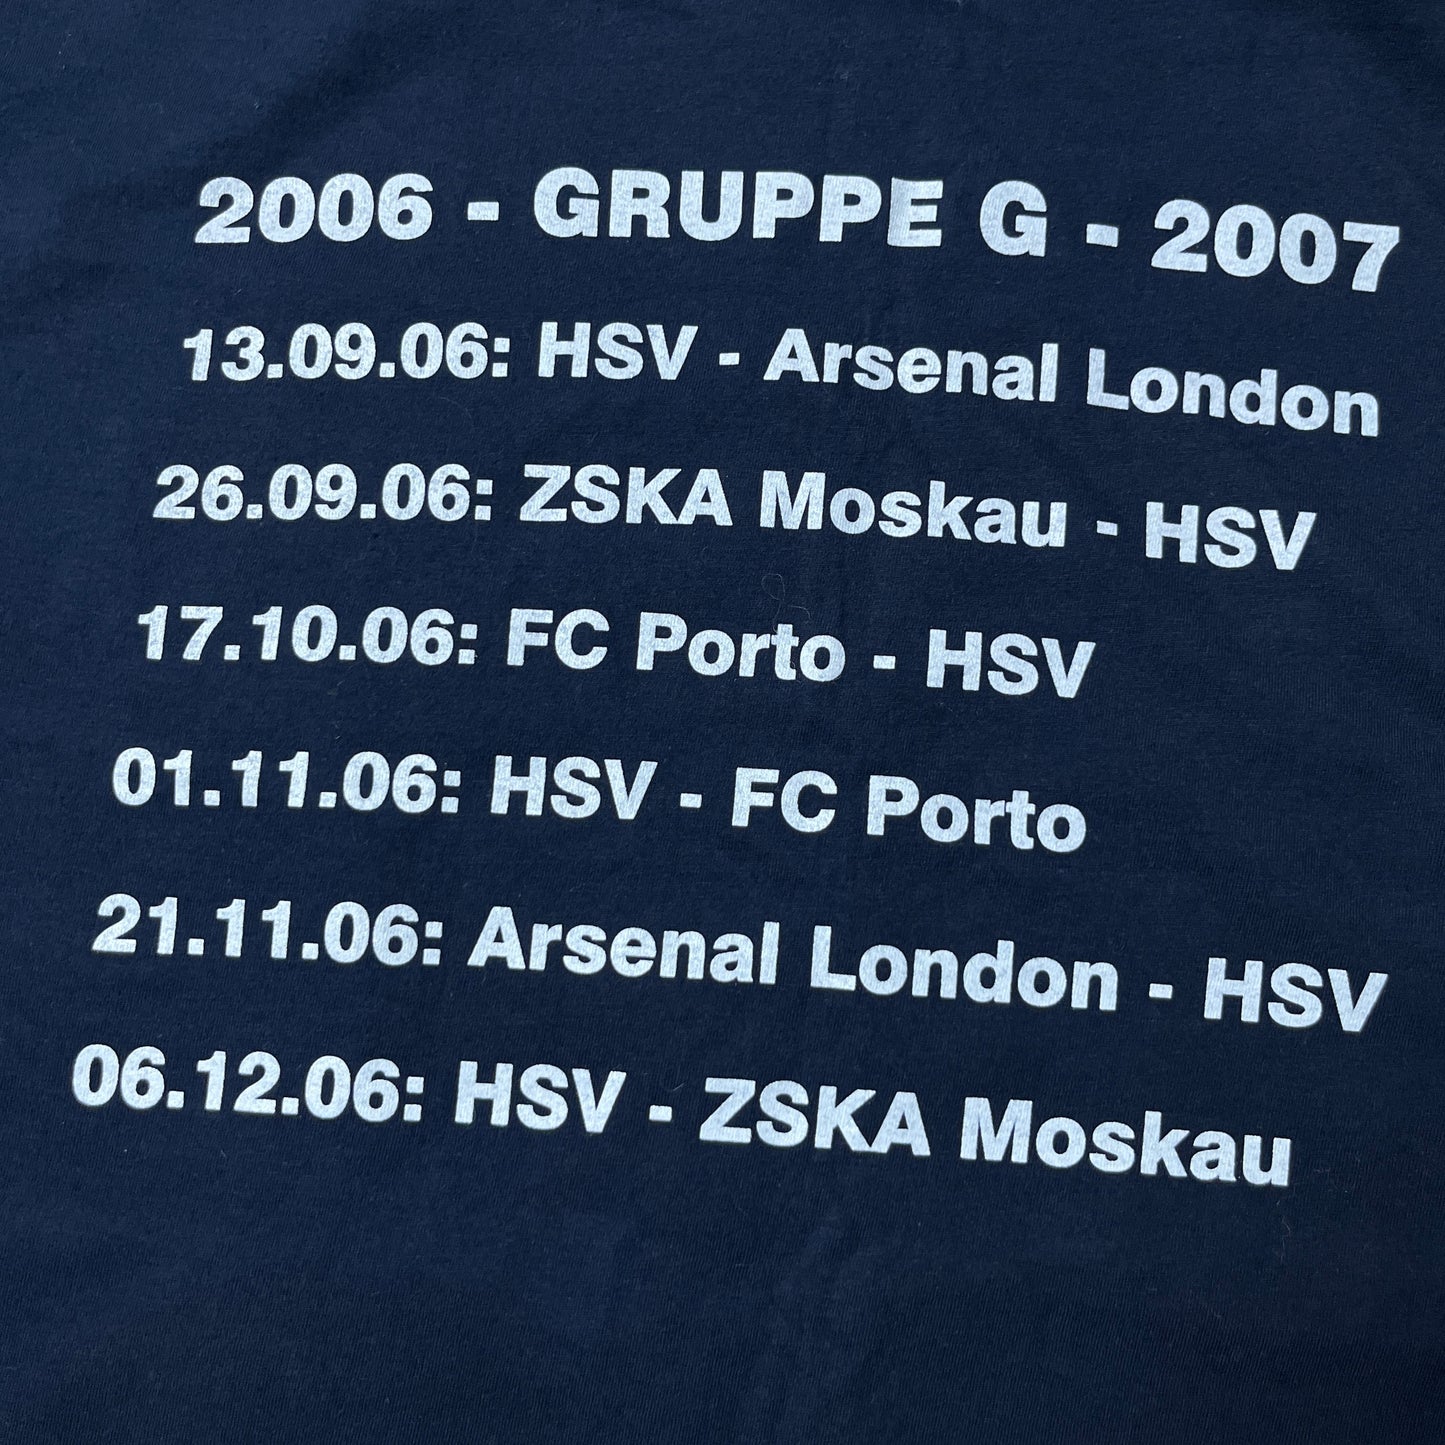 2006 - GRUPPE G - 2007
13.09.06: HSV - Arsenal London
26.09.06: ZSKA Moskau - HSV
17.10.06: FC Porto - HSV
01.11.06: HSV - FC Porto
21.11.06: Arsenal London - HSV
06.12.06: HSV - ZSKA Moskau